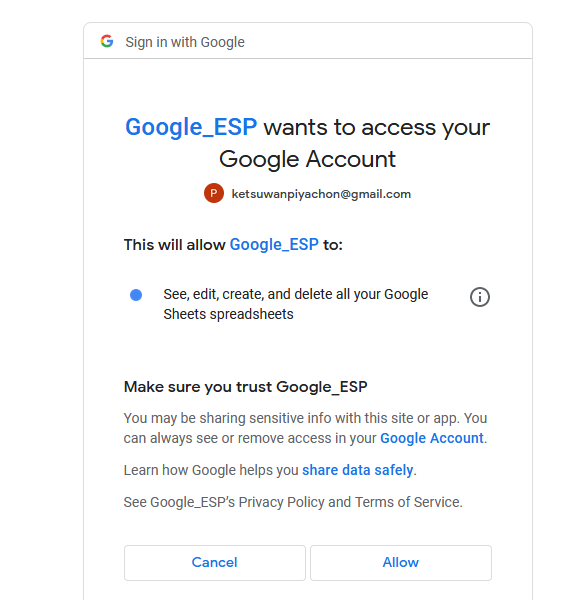 Sign in with Google
Google_ESP wants to access your
Google Account
P ketsuwanpiyachon@gmail.com
This will allow Google_ESP to:
See, edit, create, and delete all your Google
Sheets spreadsheets
Make sure you trust Google_ESP
You may be sharing sensitive info with this site or app. You
can always see or remove access in your Google Account.
Learn how Google helps you share data safely.
See Google_ESP’s Privacy Policy and Terms of Service.
Cancel Allow